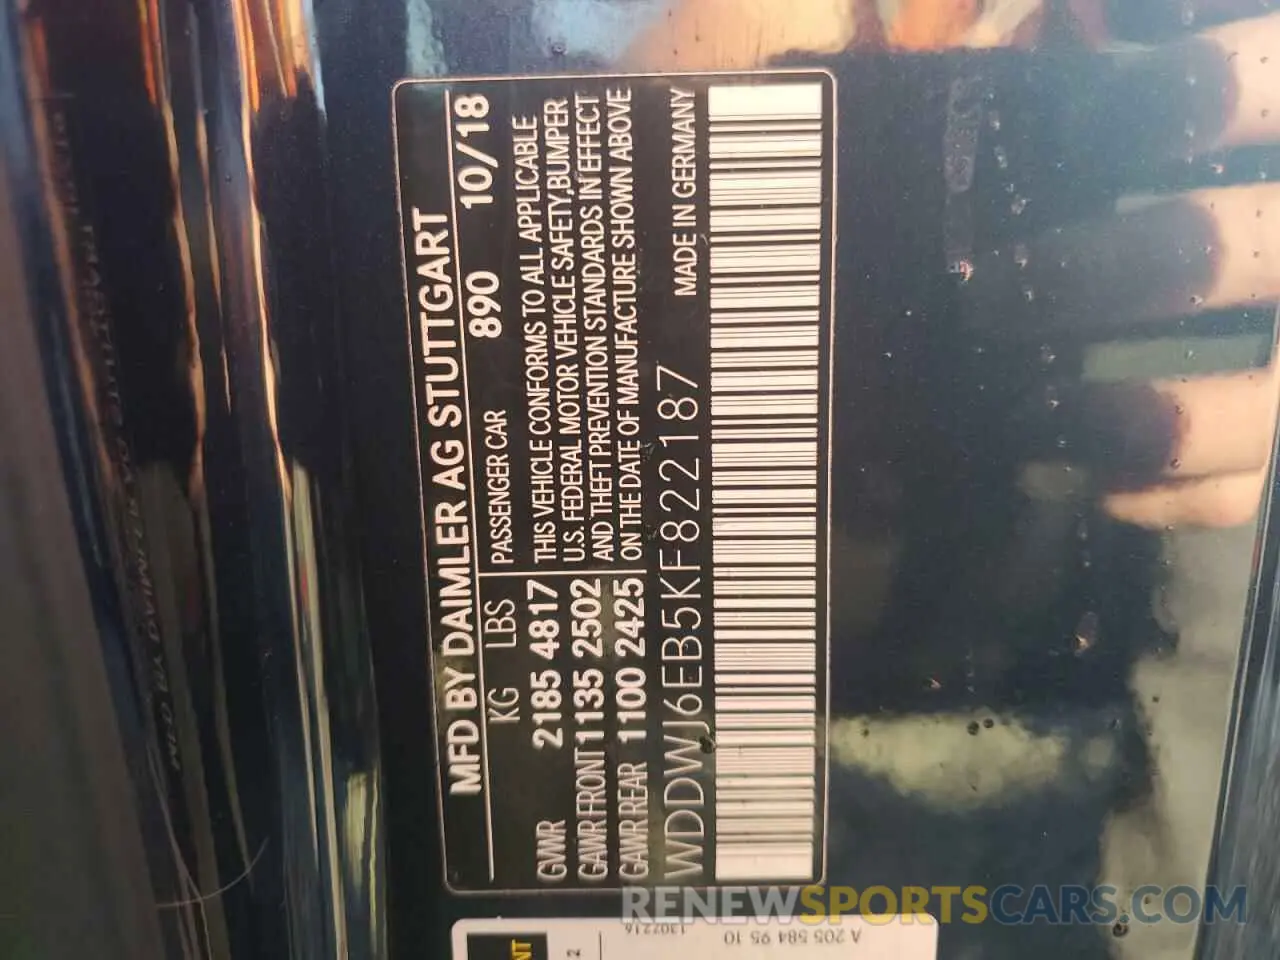 MFD BY DAIMLER AG STUTTGART
KG LBS PASSENGER CAR 890 10/18
GVWR 2185 4817
GAWR FRONT 1135 2502
GAWR REAR 1100 2425
THIS VEHICLE CONFORMS TO ALL APPLICABLE
U.S. FEDERAL MOTOR VEHICLE SAFETY,BUMPER
AND THEFT PREVENTION STANDARDS IN EFFECT
ON THE DATE OF MANUFACTURE SHOWN ABOVE
WDDWJ6EB5KF822187 MADE IN GERMANY
RENEWSPORTSCARS.COM
A 205 584 95 10
1307216
NT
2